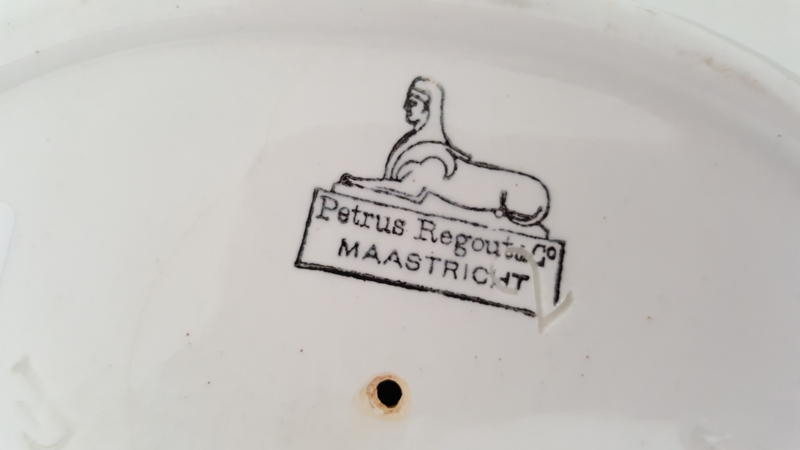 Petrus Regout & Co
MAASTRICHT